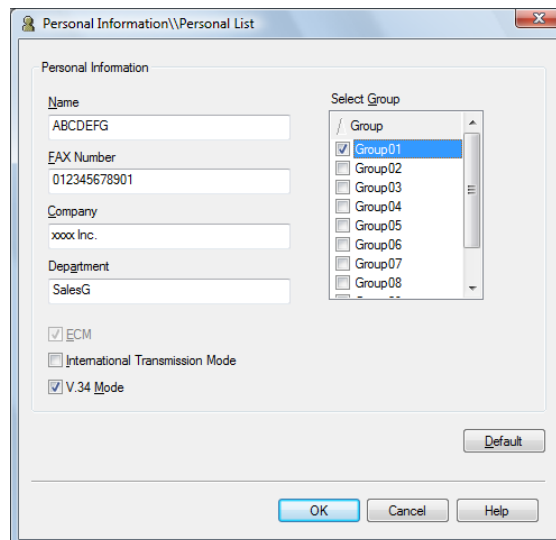 Personal Information\\Personal List
Personal Information
Name
ABCDEFG
FAX Number
012345678901
Company
xxxx Inc.
Department
SalesG
ECM
International Transmission Mode
V.34 Mode
Select Group
Group
Group01
Group02
Group03
Group04
Group05
Group06
Group07
Group08
Default
OK
Cancel
Help